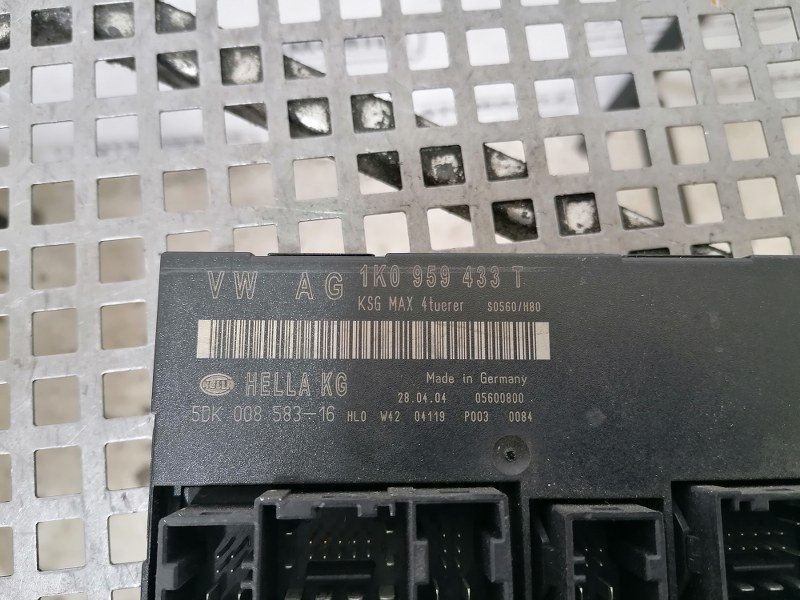 VW AG 1K0 959 433 T
KSG MAX 4tuerer S0560/H80
HELLA HELLA KG Made in Germany
28.04.04 05600800
5DK 008 583-16 HL0 W42 04119 P003 0084